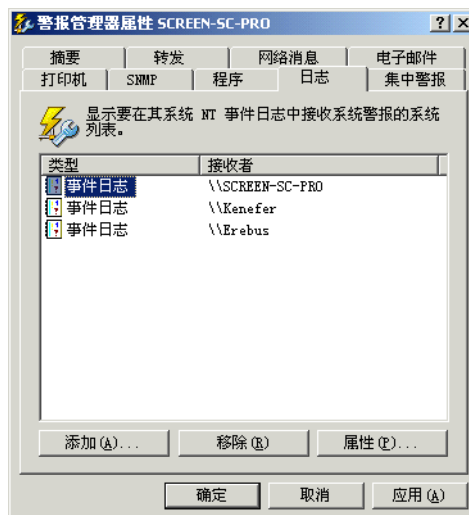 警报管理器属性 SCREEN-SC-PRO
摘要 转发 网络消息 电子邮件
打印机 SNMP 程序 日志 集中警报
显示要在其系统 NT 事件日志中接收系统警报的系统
列表。
类型 接收者
事件日志 \\SCREEN-SC-PRO
事件日志 \\Kenefer
事件日志 \\Erebus
添加(A)... 移除(R) 属性(P)...
确定 取消 应用(A)